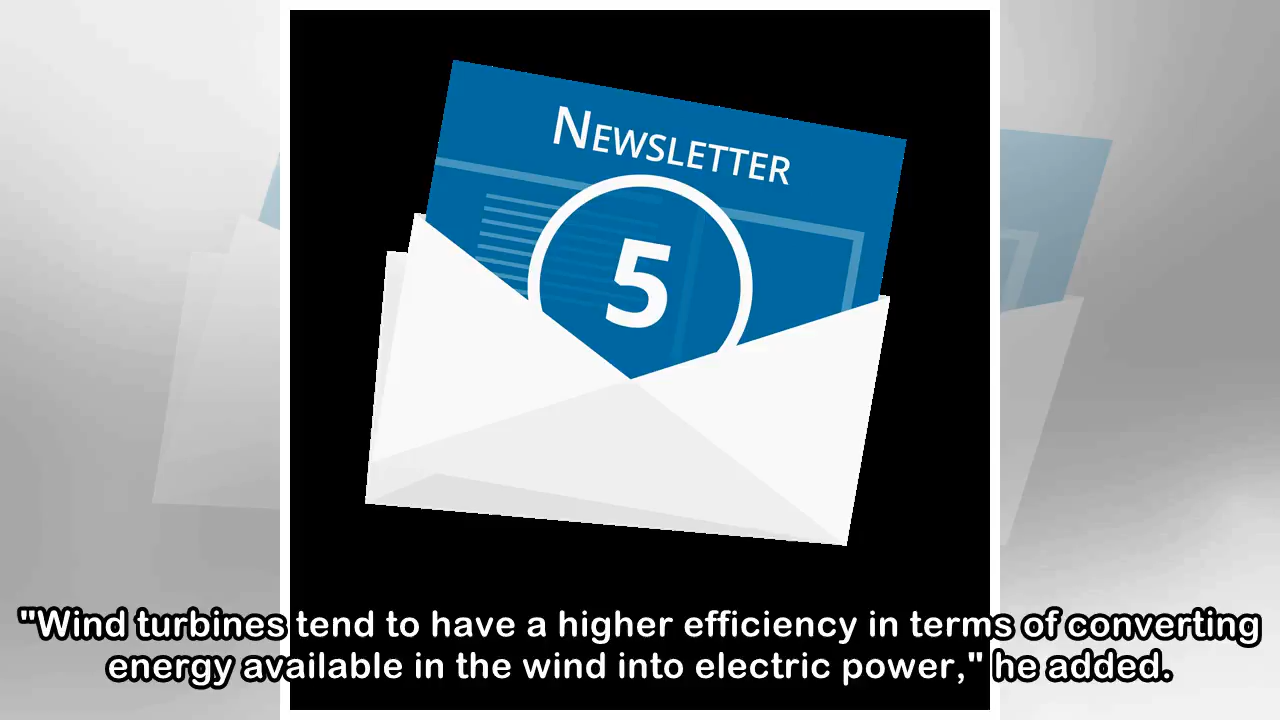 NEWSLETTER
5
"Wind turbines tend to have a higher efficiency in terms of converting
energy available in the wind into electric power," he added.